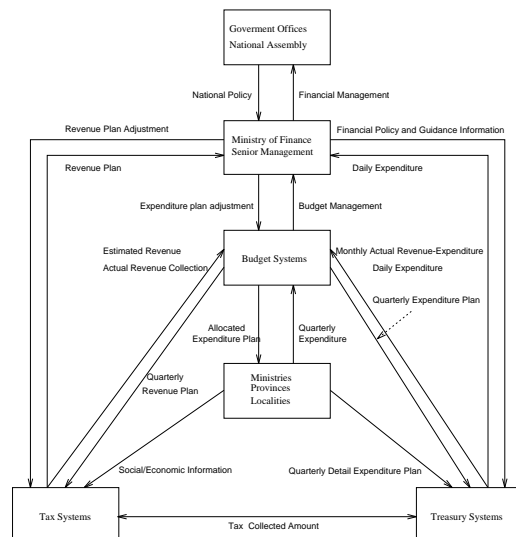 Goverment Offices
National Assembly
National Policy
Financial Management
Revenue Plan Adjustment
Ministry of Finance
Senior Management
Financial Policy and Guidance Information
Revenue Plan
Daily Expenditure
Expenditure plan adjustment
Budget Management
Estimated Revenue
Actual Revenue Collection
Budget Systems
Monthly Actual Revenue-Expenditure
Daily Expenditure
Quarterly Expenditure Plan
Allocated
Expenditure Plan
Quarterly
Expenditure
Quarterly
Revenue Plan
Ministries
Provinces
Localities
Social/Economic Information
Quarterly Detail Expenditure Plan
Tax Systems
Tax Collected Amount
Treasury Systems